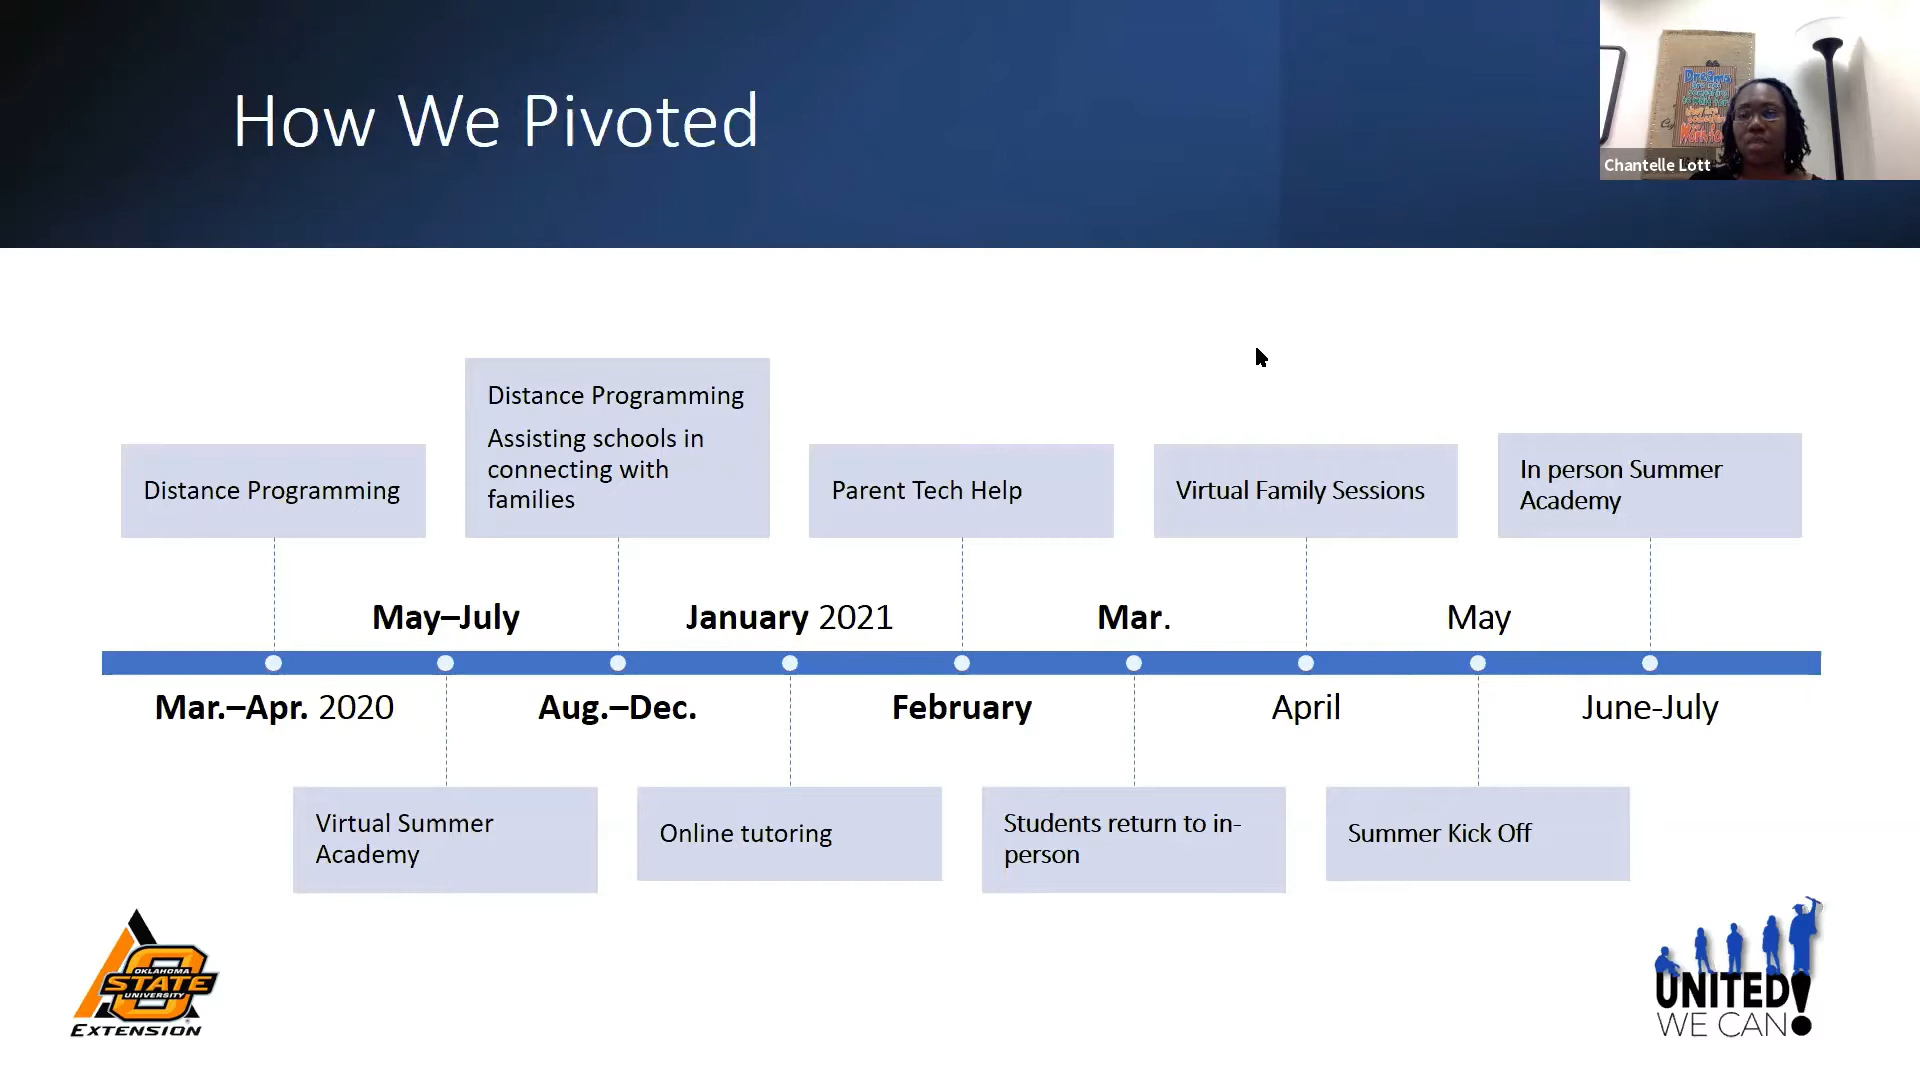 How We Pivoted
Dreams
Work
Chantelle Lott
Distance Programming
Distance Programming
Assisting schools in
connecting with
families
Parent Tech Help
Virtual Family Sessions
In person Summer
Academy
May–July
January 2021
Mar.
May
Mar.–Apr. 2020
Aug.–Dec.
February
April
June-July
Virtual Summer
Academy
Online tutoring
Students return to in-
person
Summer Kick Off
OKLAHOMA
STATE
UNIVERSITY
EXTENSION
UNITED
WE CAN!